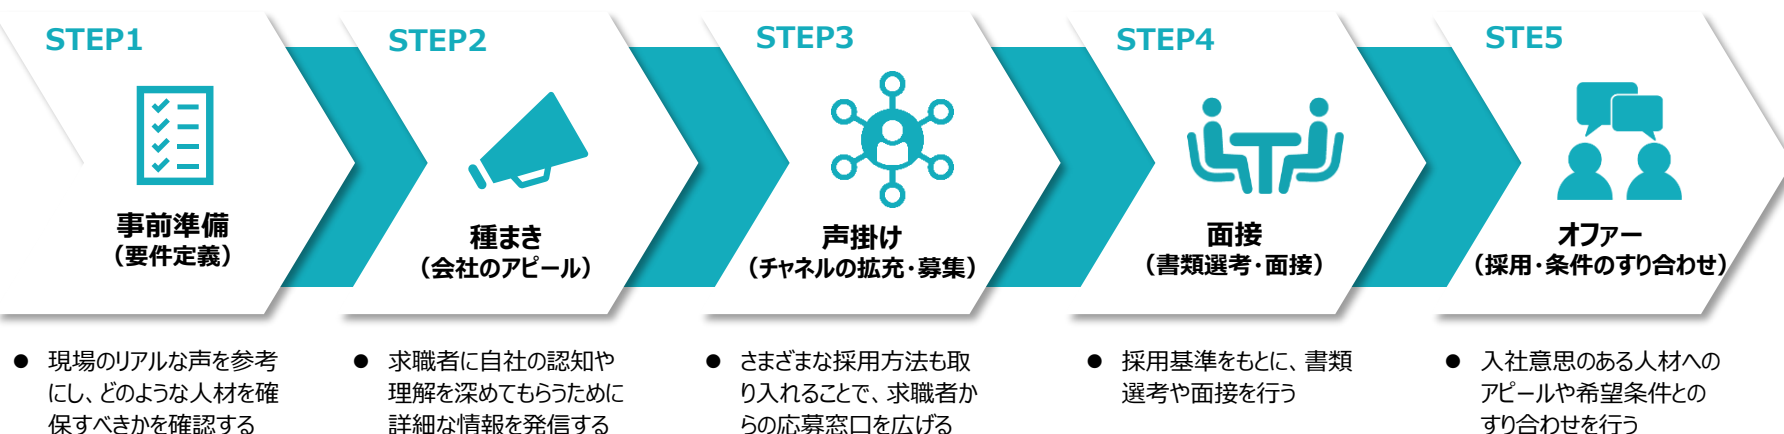 STEP1
事前準備
（要件定義）
● 現場のリアルな声を参考
にし、どのような人材を確
保すべきかを確認する
STEP2
種まき
（会社のアピール）
● 求職者に自社の認知や
理解を深めてもらうために
詳細な情報を発信する
STEP3
声掛け
（チャネルの拡充・募集）
● さまざまな採用方法も取
り入れることで、求職者か
らの応募窓口を広げる
STEP4
面接
（書類選考・面接）
● 採用基準をもとに、書類
選考や面接を行う
STE5
オファー
（採用・条件のすり合わせ）
● 入社意思のある人材への
アピールや希望条件との
すり合わせを行う